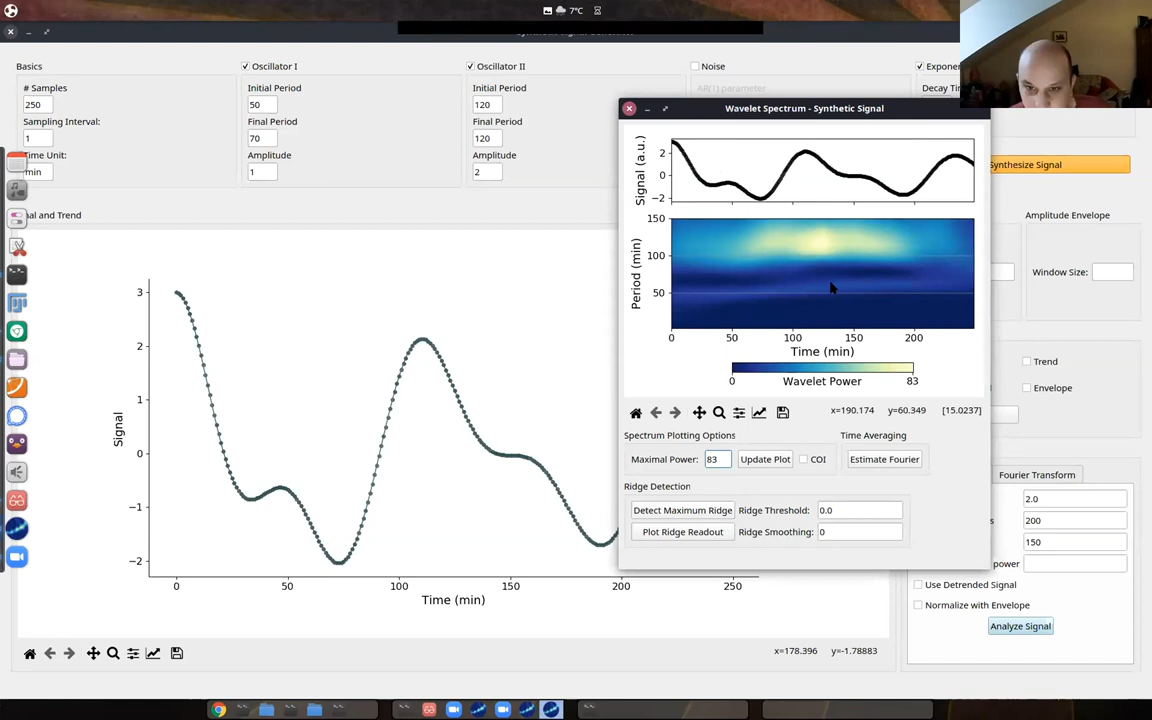 7°C
Basics
# Samples
250
Sampling Interval:
1
Time Unit:
min
Oscillator I
Initial Period
50
Final Period
70
Amplitude
1
Oscillator II
Initial Period
120
Final Period
120
Amplitude
2
Noise
AR(1) parameter
Expone
Decay Tim
Synthesize Signal
nal and Trend
3
2
1
0
−1
−2
Signal
0 50 100 150 200 250
Time (min)
x=178.396 y=-1.78883
Wavelet Spectrum - Synthetic Signal
Signal (a.u.)
2
0
−2
Period (min)
150
100
50
0 50 100 150 200
Time (min)
0 83
Wavelet Power
x=190.174 y=60.349 [15.0237]
Spectrum Plotting Options
Maximal Power: 83 Update Plot COI
Time Averaging
Estimate Fourier
Ridge Detection
Detect Maximum Ridge Ridge Threshold: 0.0
Plot Ridge Readout Ridge Smoothing: 0
Amplitude Envelope
Window Size:
Trend
Envelope
Fourier Transform
2.0
s 200
150
power
Use Detrended Signal
Normalize with Envelope
Analyze Signal